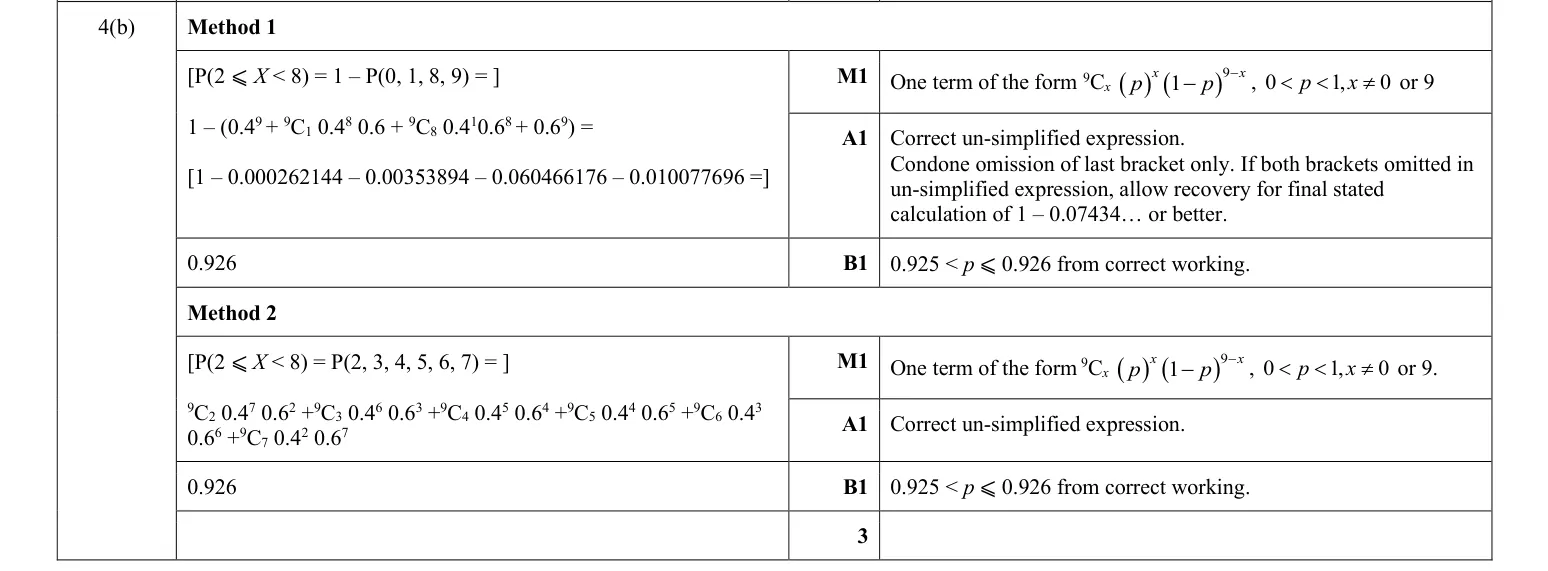 4(b) Method 1
[P(2 ⩽ X < 8) = 1 – P(0, 1, 8, 9) = ] M1 One term of the form ⁹Cₓ (p)ˣ(1−p)⁹⁻ˣ, 0 < p < 1, x ≠ 0 or 9
1 – (0.4⁹ + ⁹C₁ 0.4⁸ 0.6 + ⁹C₈ 0.4¹0.6⁸ + 0.6⁹) =
[1 – 0.000262144 – 0.00353894 – 0.060466176 – 0.010077696 =]
A1 Correct un-simplified expression.
Condone omission of last bracket only. If both brackets omitted in
un-simplified expression, allow recovery for final stated
calculation of 1 – 0.07434… or better.
0.926 B1 0.925 < p ⩽ 0.926 from correct working.
Method 2
[P(2 ⩽ X < 8) = P(2, 3, 4, 5, 6, 7) = ] M1 One term of the form ⁹Cₓ (p)ˣ(1−p)⁹⁻ˣ, 0 < p < 1, x ≠ 0 or 9.
⁹C₂ 0.4⁷ 0.6² +⁹C₃ 0.4⁶ 0.6³ +⁹C₄ 0.4⁵ 0.6⁴ +⁹C₅ 0.4⁴ 0.6⁵ +⁹C₆ 0.4³
0.6⁶ +⁹C₇ 0.4² 0.6⁷
A1 Correct un-simplified expression.
0.926 B1 0.925 < p ⩽ 0.926 from correct working.
3